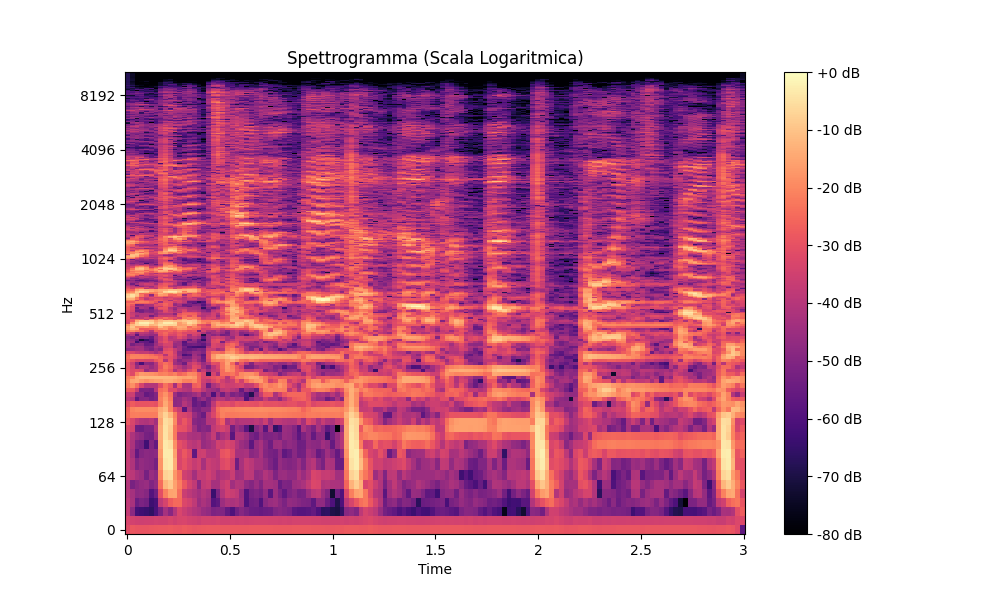 Spettrogramma (Scala Logaritmica)
Hz
8192
4096
2048
1024
512
256
128
64
0
0
0.5
1
1.5
2
2.5
3
Time
+0 dB
-10 dB
-20 dB
-30 dB
-40 dB
-50 dB
-60 dB
-70 dB
-80 dB